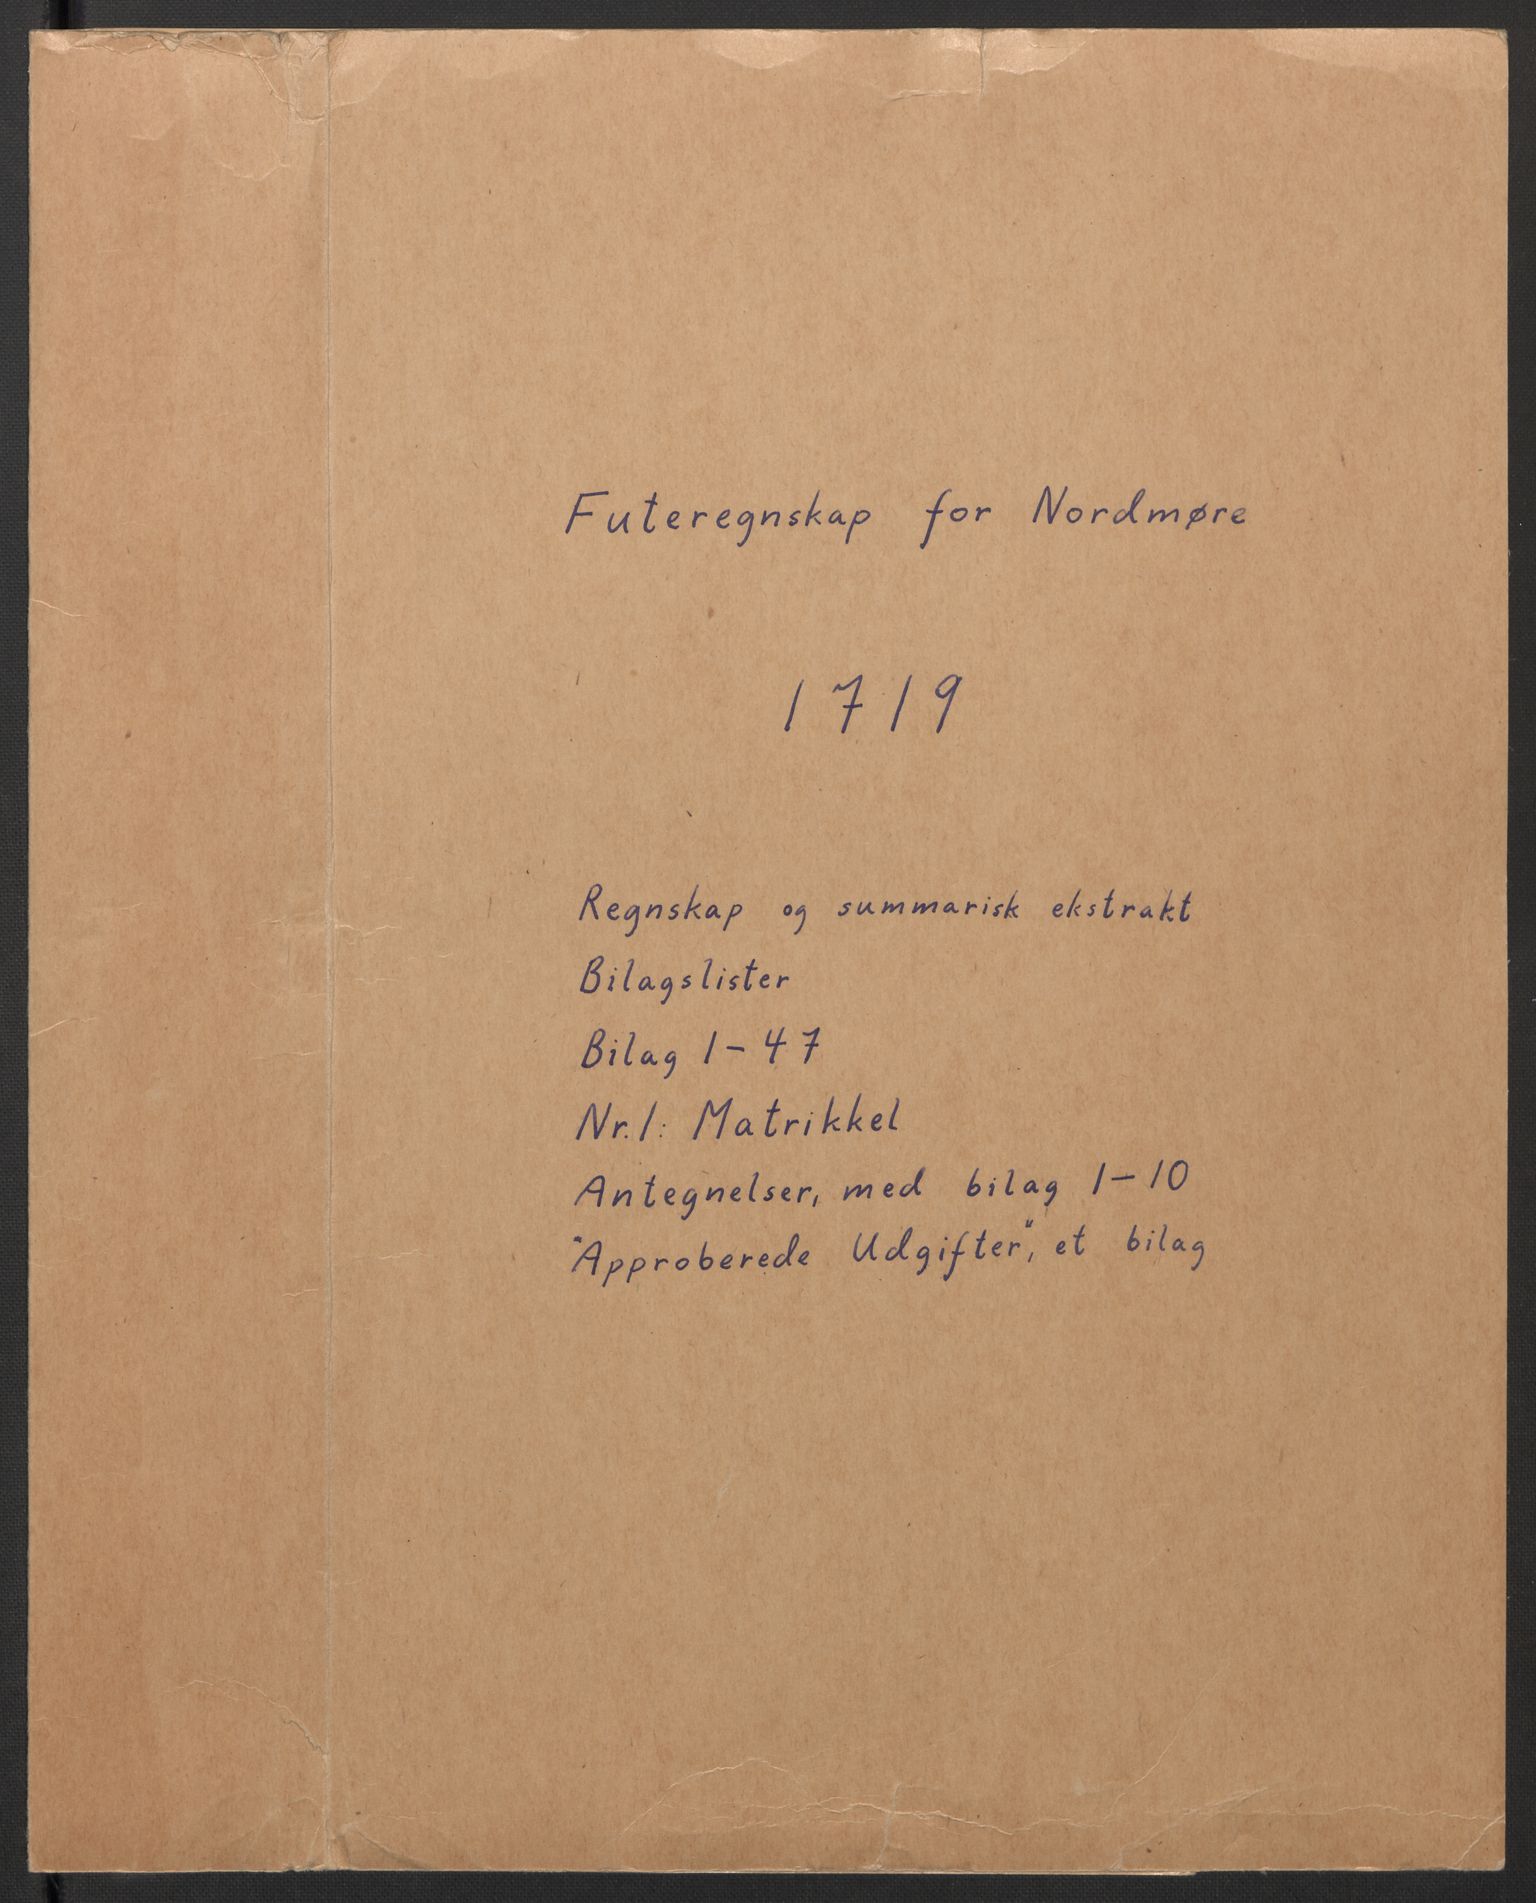 Futeregnskap for Nordmøre
1719
Regnskap og summarisk ekstrakt
Bilagslister
Bilag 1-47
Nr. 1: Matrikkel
Antegnelser, med bilag 1-10
"Approberede Udgifter", et bilag